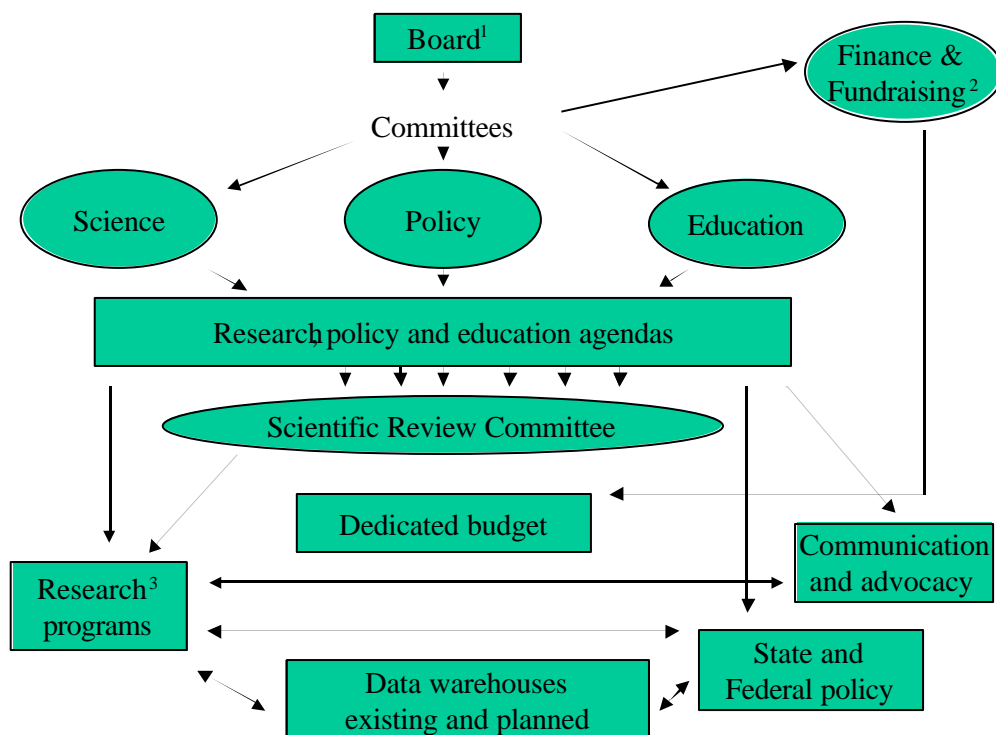 Board¹
Finance &
Fundraising²
Committees
Science
Policy
Education
Research, policy and education agendas
Scientific Review Committee
Dedicated budget
Communication
and advocacy
Research³
programs
State and
Federal policy
Data warehouses
existing and planned